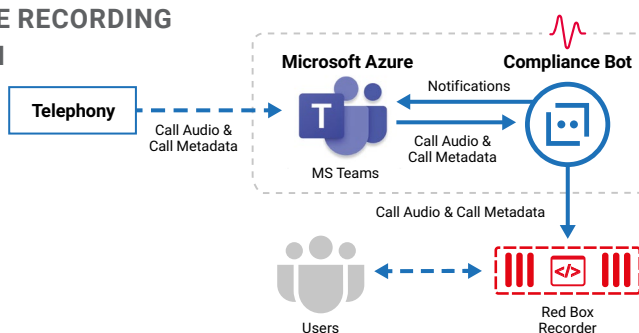 E RECORDING
Microsoft Azure
Compliance Bot
Telephony
Call Audio &
Call Metadata
T
MS Teams
Notifications
Call Audio &
Call Metadata
Call Audio & Call Metadata
Users
</>
Red Box
Recorder